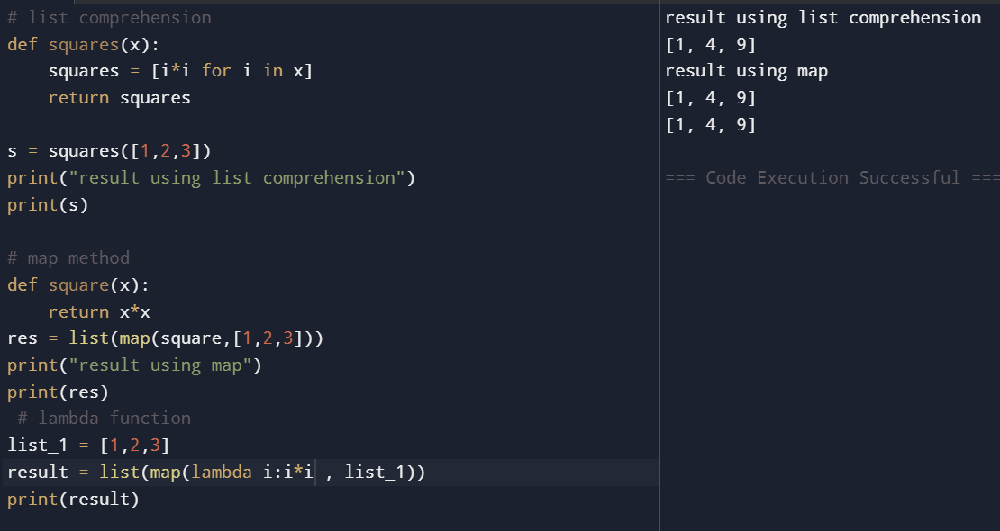 # list comprehension
def squares(x):
    squares = [i*i for i in x]
    return squares

s = squares([1,2,3])
print("result using list comprehension")
print(s)

# map method
def square(x):
    return x*x
res = list(map(square,[1,2,3]))
print("result using map")
print(res)
 # lambda function
list_1 = [1,2,3]
result = list(map(lambda i:i*i , list_1))
print(result)

result using list comprehension
[1, 4, 9]
result using map
[1, 4, 9]
[1, 4, 9]

=== Code Execution Successful ===